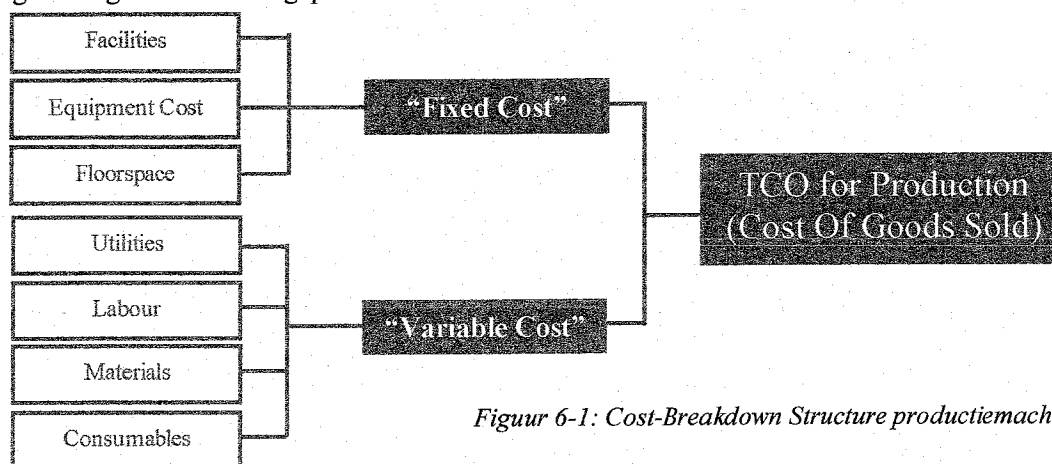 Facilities
Equipment Cost
Floorspace
Utilities
Labour
Materials
Consumables
“Fixed Cost”
“Variable Cost”
TCO for Production
(Cost Of Goods Sold)
Figuur 6-1: Cost-Breakdown Structure productiemach